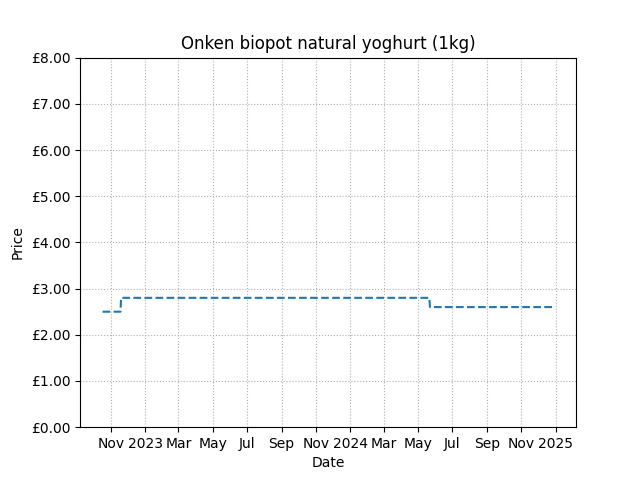 Onken biopot natural yoghurt (1kg)
£8.00
£7.00
£6.00
£5.00
£4.00
£3.00
£2.00
£1.00
£0.00
Price
Nov 2023 Mar May Jul Sep Nov 2024 Mar May Jul Sep Nov 2025
Date